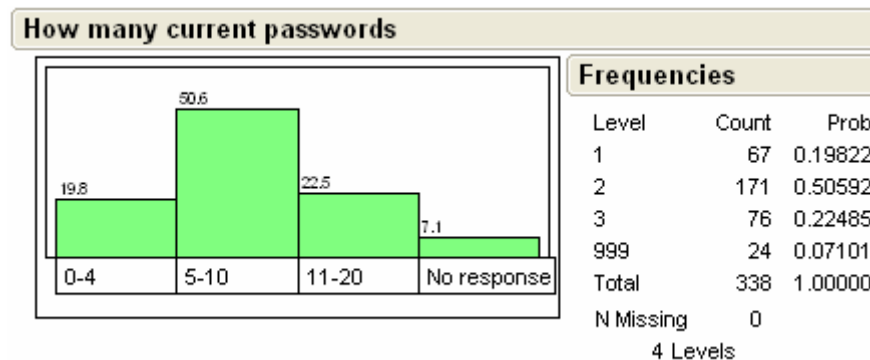 How many current passwords
50.6
19.8
22.5
7.1
0-4 5-10 11-20 No response
Frequencies
Level Count Prob
1 67 0.19822
2 171 0.50592
3 76 0.22485
999 24 0.07101
Total 338 1.00000
N Missing 0
4 Levels